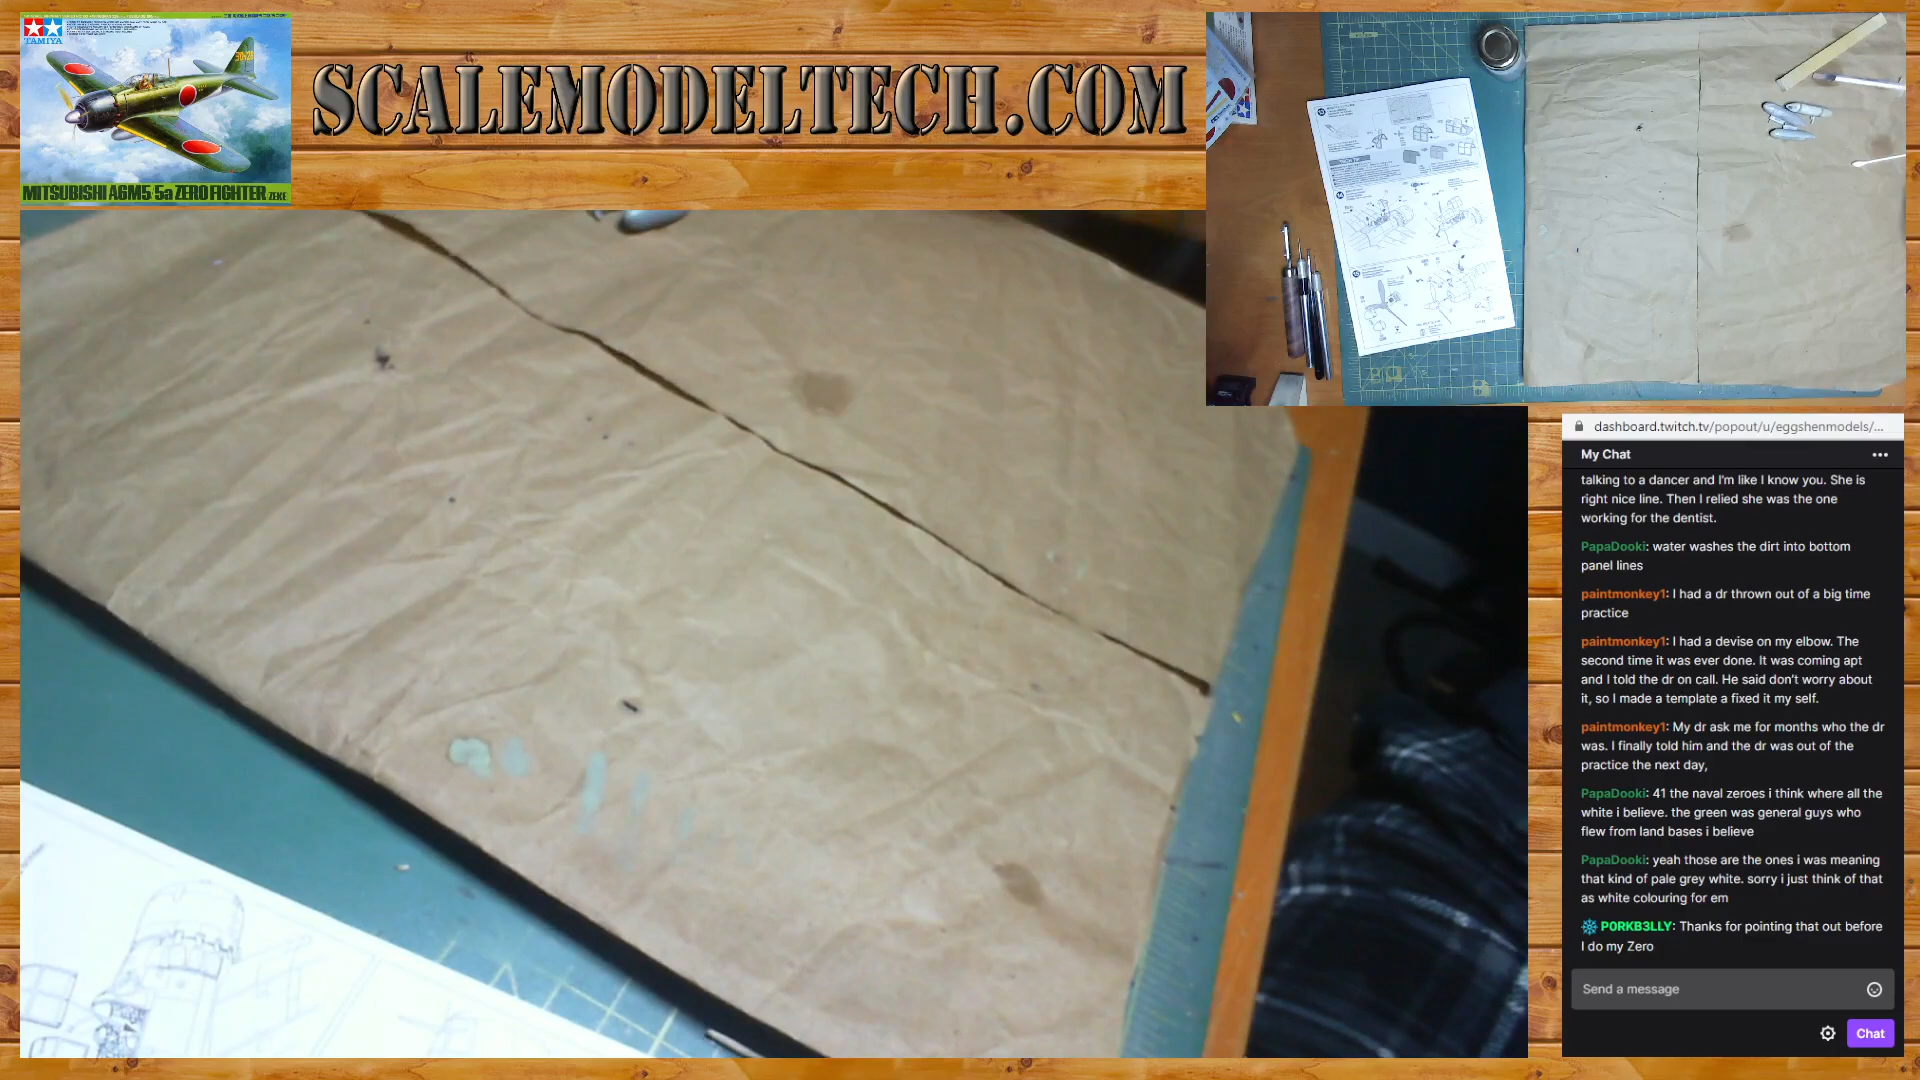 TAMIYA
MITSUBISHI A6M5/5a ZERO FIGHTER ZEKE
SCALEMODELTECH.COM
dashboard.twitch.tv/popout/u/eggshenmodels/...
My Chat
talking to a dancer and I'm like I know you. She is
right nice line. Then I relied she was the one
working for the dentist.
PapaDooki: water washes the dirt into bottom
panel lines
paintmonkey1: I had a dr thrown out of a big time
practice
paintmonkey1: I had a devise on my elbow. The
second time it was ever done. It was coming apt
and I told the dr on call. He said don't worry about
it, so I made a template a fixed it my self.
paintmonkey1: My dr ask me for months who the dr
was. I finally told him and the dr was out of the
practice the next day,
PapaDooki: 41 the naval zeroes i think where all the
white i believe. the green was general guys who
flew from land bases i believe
PapaDooki: yeah those are the ones i was meaning
that kind of pale grey white. sorry i just think of that
as white colouring for em
P0RKB3LLY: Thanks for pointing that out before
I do my Zero
Send a message
Chat